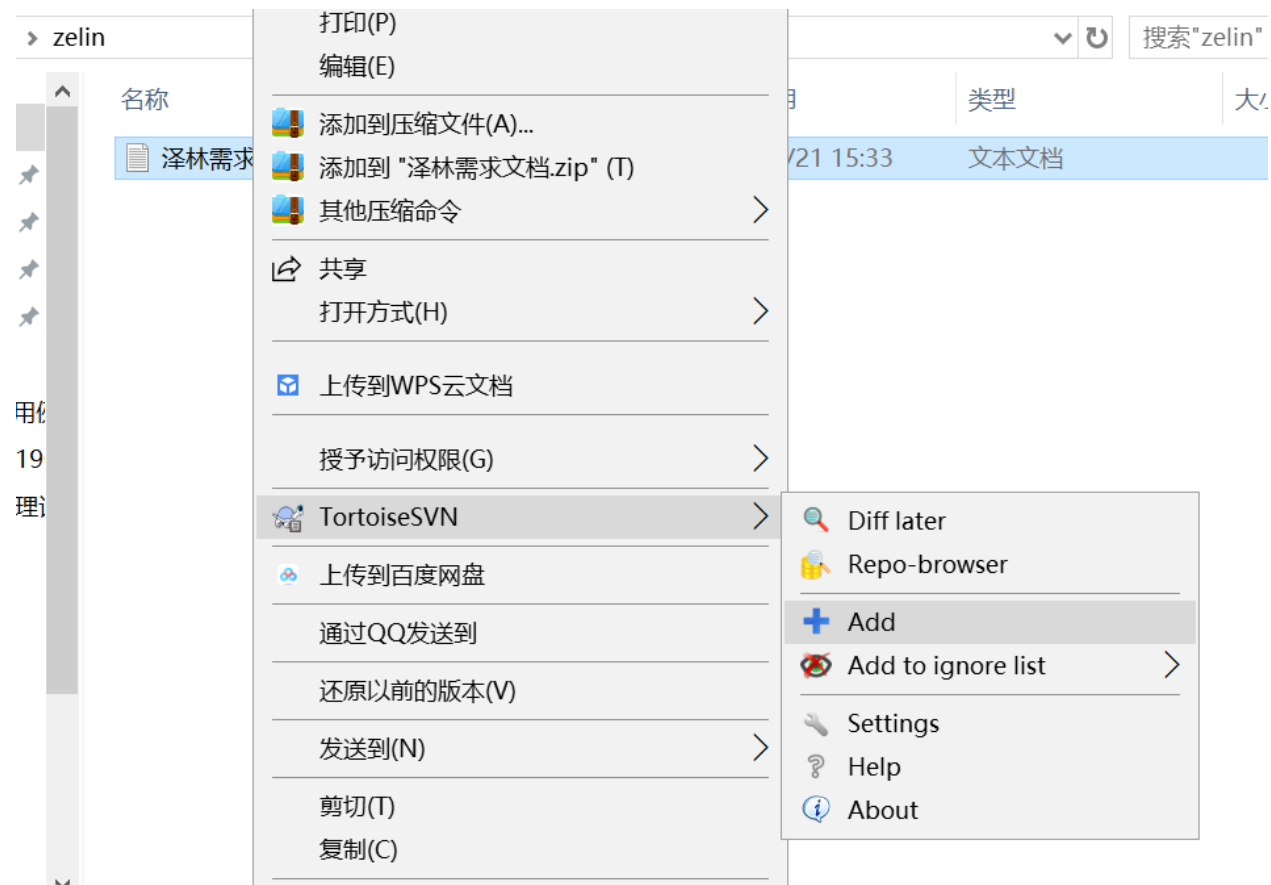 zelin
搜索"zelin"
名称
类型
泽林需求
/21 15:33
文本文档
打印(P)
编辑(E)
添加到压缩文件(A)...
添加到 "泽林需求文档.zip" (T)
其他压缩命令
共享
打开方式(H)
上传到WPS云文档
授予访问权限(G)
TortoiseSVN
上传到百度网盘
通过QQ发送到
还原以前的版本(V)
发送到(N)
剪切(T)
复制(C)
Diff later
Repo-browser
Add
Add to ignore list
Settings
Help
About
用
19
理